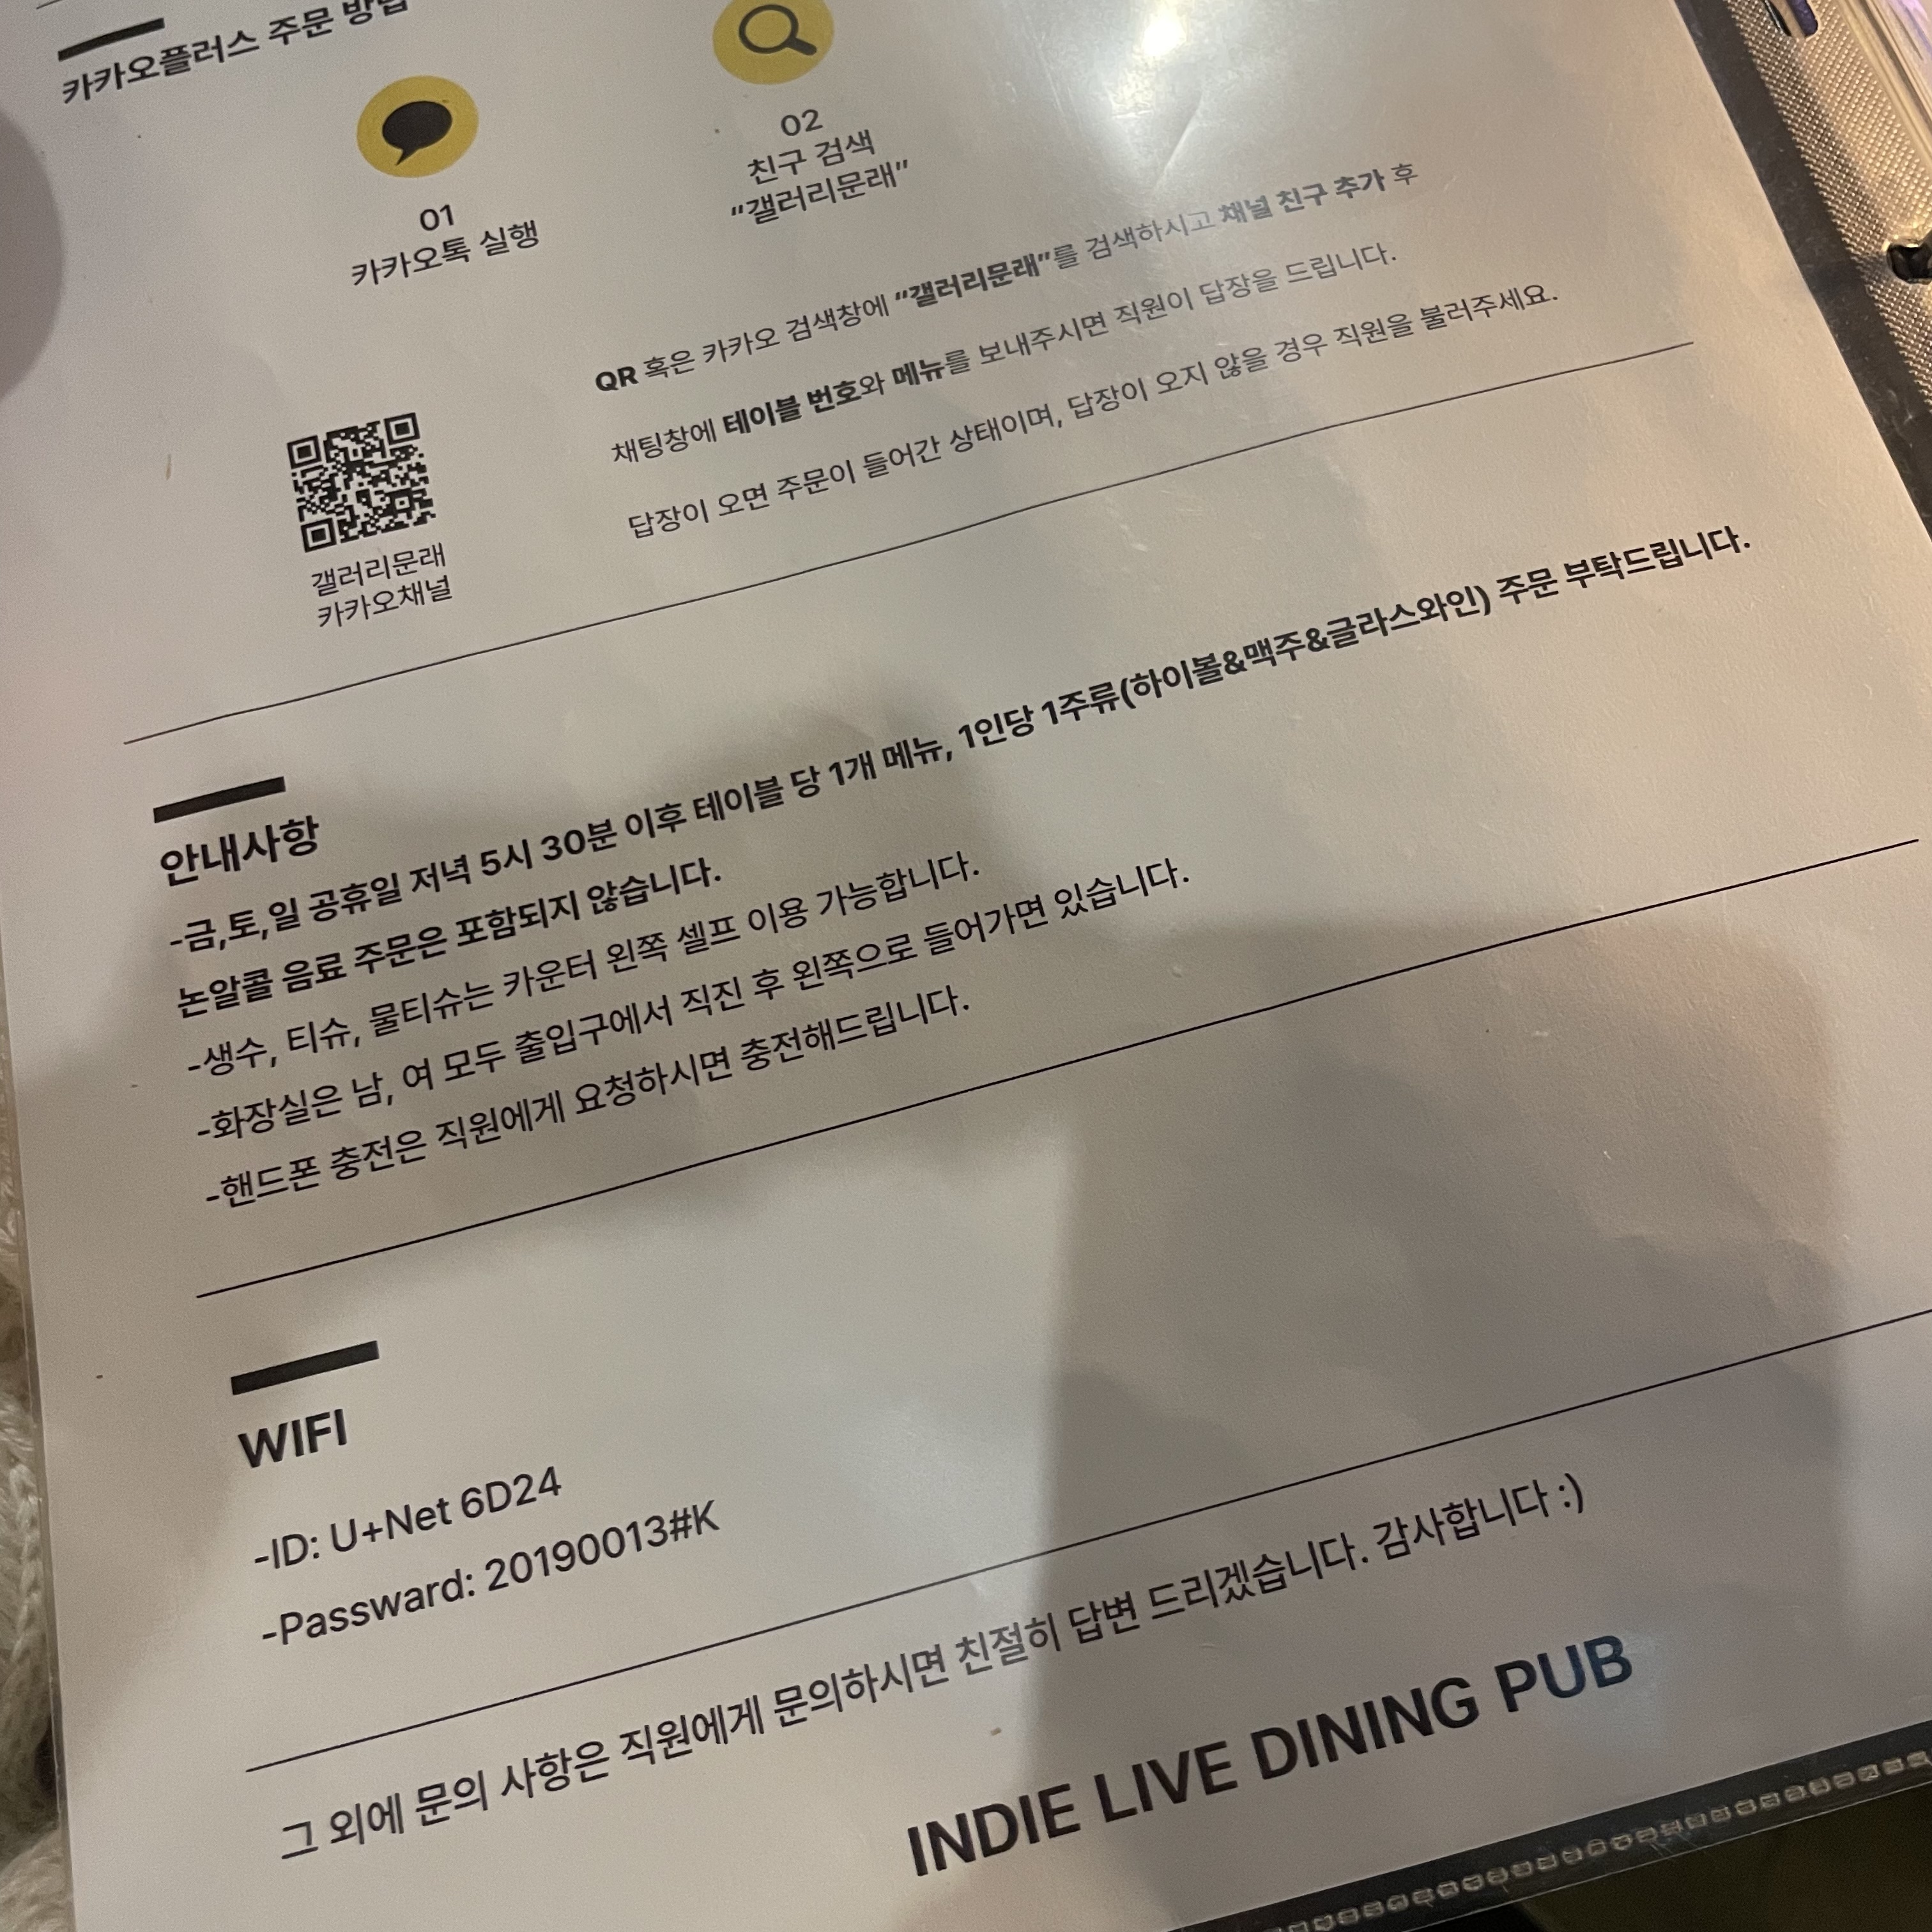 카카오플러스 주문 방법
01
카카오톡 실행
02
친구 검색
“갤러리문래”
QR 혹은 카카오 검색창에 “갤러리문래”를 검색하시고 채널 친구 추가 후
채팅창에 테이블 번호와 메뉴를 보내주시면 직원이 답장을 드립니다.
답장이 오면 주문이 들어간 상태이며, 답장이 오지 않을 경우 직원을 불러주세요.
갤러리문래
카카오채널
안내사항
-금,토,일 공휴일 저녁 5시 30분 이후 테이블 당 1개 메뉴, 1인당 1주류(하이볼&맥주&글라스와인) 주문 부탁드립니다.
논알콜 음료 주문은 포함되지 않습니다.
-생수, 티슈, 물티슈는 카운터 왼쪽 셀프 이용 가능합니다.
-화장실은 남, 여 모두 출입구에서 직진 후 왼쪽으로 들어가면 있습니다.
-핸드폰 충전은 직원에게 요청하시면 충전해드립니다.
WIFI
-ID: U+Net 6D24
-Passward: 20190013#K
그 외에 문의 사항은 직원에게 문의하시면 친절히 답변 드리겠습니다. 감사합니다 :)
INDIE LIVE DINING PUB